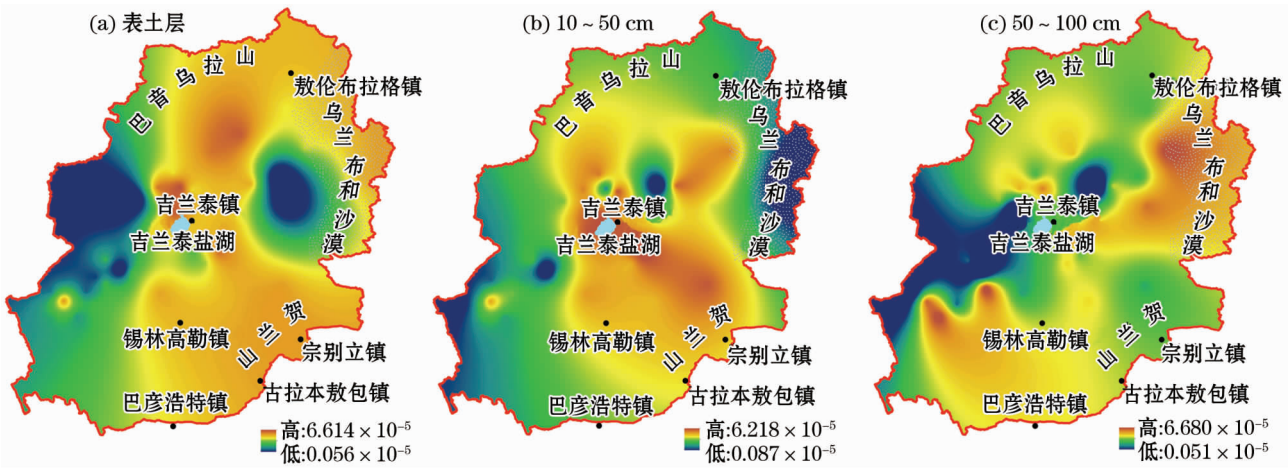 (a) 表土层
巴音乌拉山
敖伦布拉格镇
乌兰布和沙漠
吉兰泰镇
吉兰泰盐湖
锡林高勒镇
山兰贺
宗别立镇
古拉本敖包镇
巴彦浩特镇
高:6.614 × 10⁻⁵
低:0.056 × 10⁻⁵
(b) 10 ~ 50 cm
巴音乌拉山
敖伦布拉格镇
乌兰布和沙漠
吉兰泰镇
吉兰泰盐湖
锡林高勒镇
山兰贺
宗别立镇
古拉本敖包镇
巴彦浩特镇
高:6.218 × 10⁻⁵
低:0.087 × 10⁻⁵
(c) 50 ~ 100 cm
巴音乌拉山
敖伦布拉格镇
乌兰布和沙漠
吉兰泰镇
吉兰泰盐湖
锡林高勒镇
山兰贺
宗别立镇
古拉本敖包镇
巴彦浩特镇
高:6.680 × 10⁻⁵
低:0.051 × 10⁻⁵